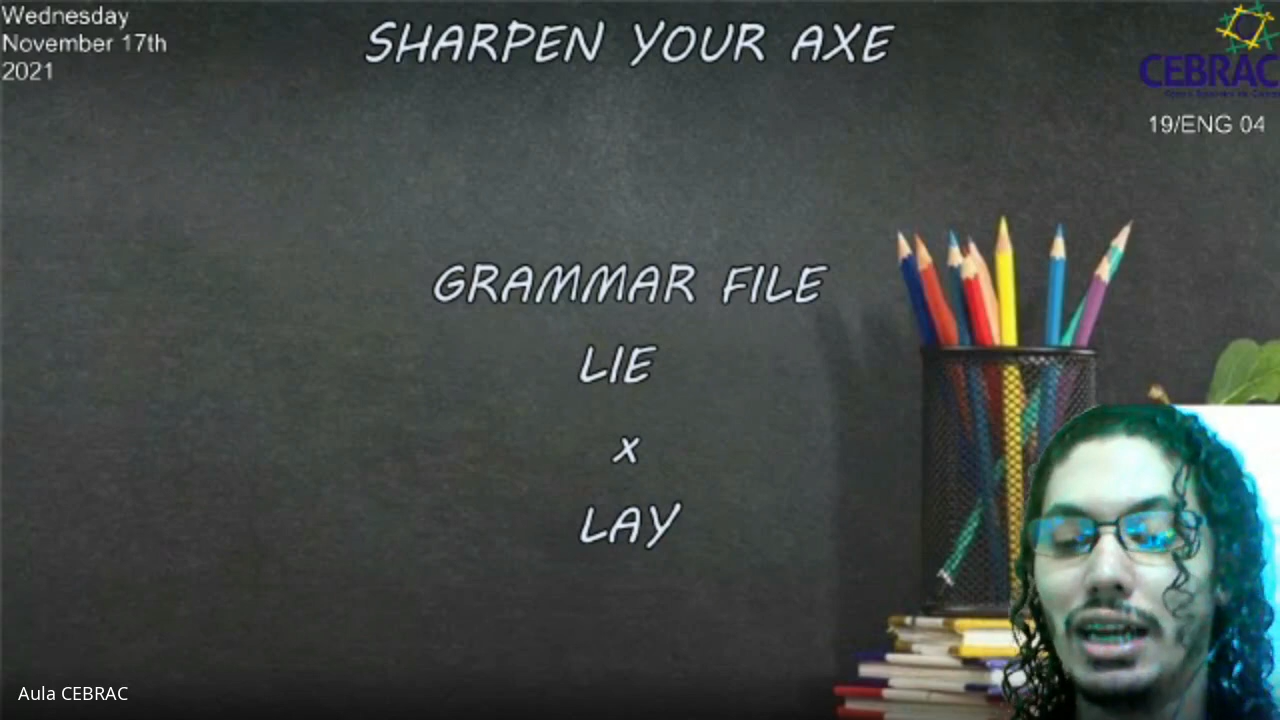 Wednesday
November 17th
2021
SHARPEN YOUR AXE
CEBRAC
19/ENG 04
GRAMMAR FILE
LIE
x
LAY
Aula CEBRAC